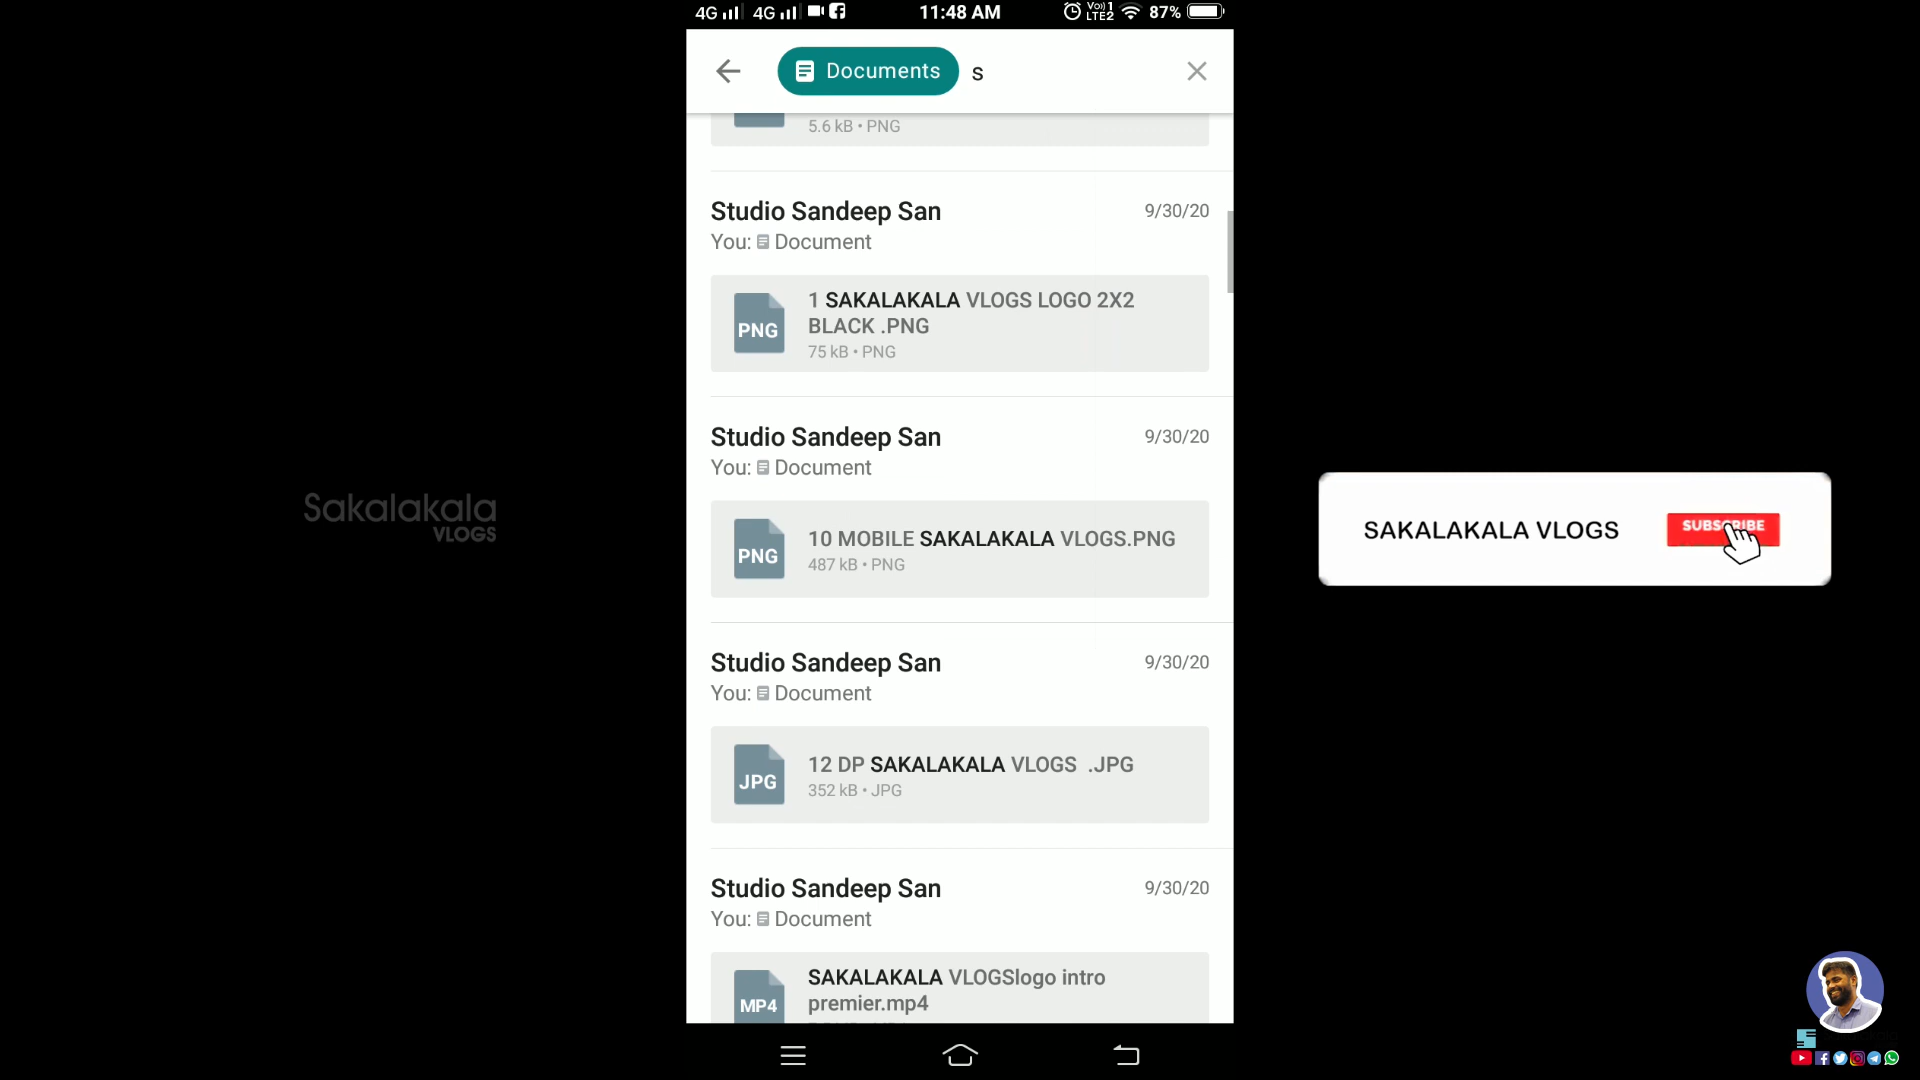 4G 4G 11:48 AM Vo)) 1 LTE2 87%
Documents s
5.6 kB • PNG
Studio Sandeep San 9/30/20
You: Document
PNG
1 SAKALAKALA VLOGS LOGO 2X2
BLACK .PNG
75 kB • PNG
Studio Sandeep San 9/30/20
You: Document
PNG
10 MOBILE SAKALAKALA VLOGS.PNG
487 kB • PNG
Studio Sandeep San 9/30/20
You: Document
JPG
12 DP SAKALAKALA VLOGS .JPG
352 kB • JPG
Studio Sandeep San 9/30/20
You: Document
MP4
SAKALAKALA VLOGSlogo intro
premier.mp4
Sakalakala
VLOGS
SAKALAKALA VLOGS SUBSCRIBE